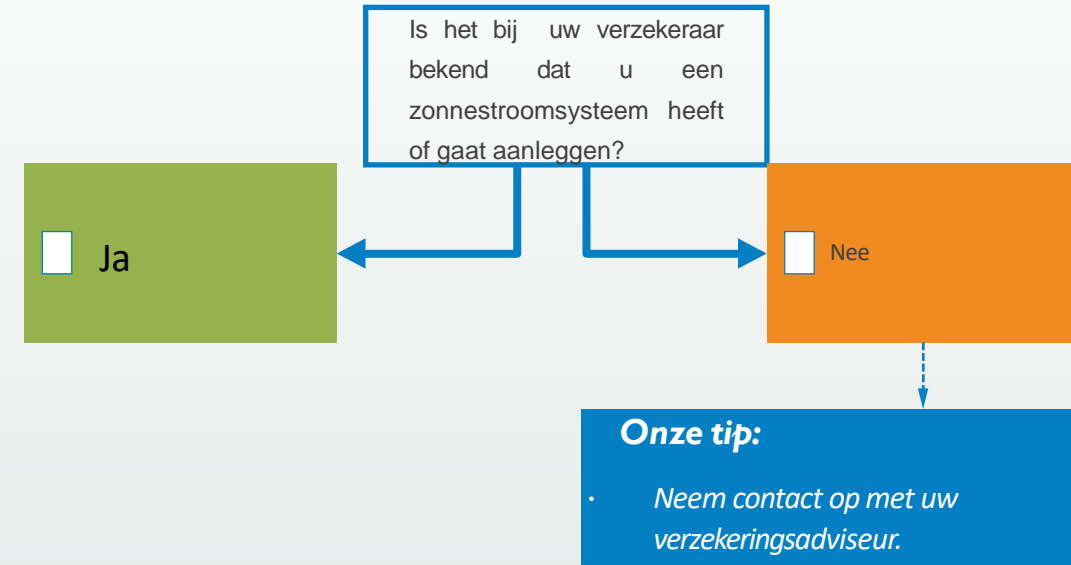 Is het bij uw verzekeraar
bekend dat u een
zonnestroomsysteem heeft
of gaat aanleggen?
Ja
Nee
Onze tip:
· Neem contact op met uw
verzekeringsadviseur.